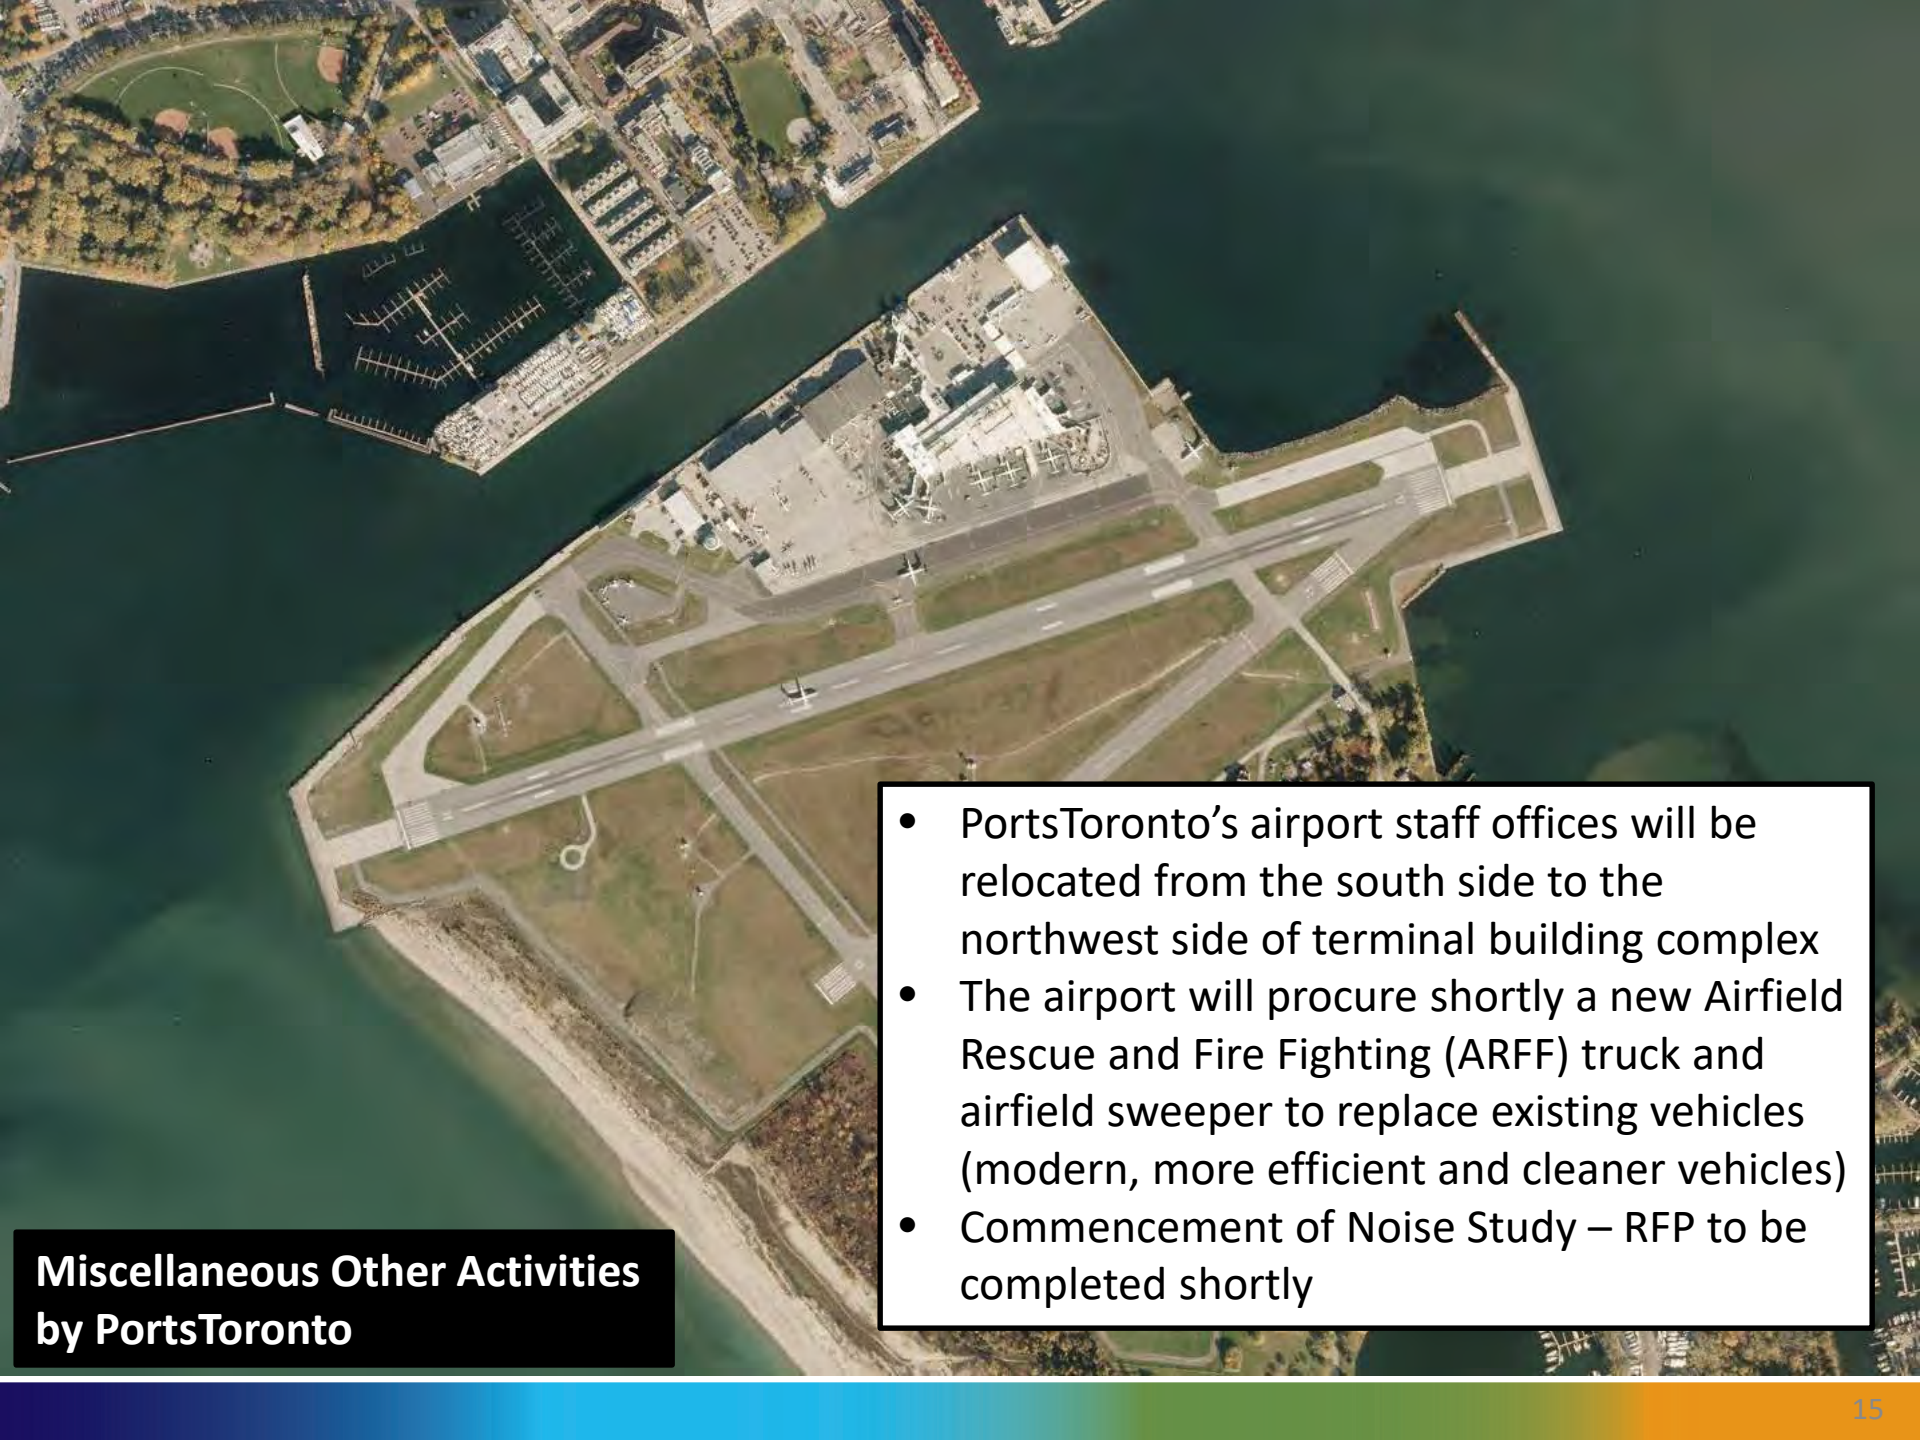 • PortsToronto’s airport staff offices will be
relocated from the south side to the
northwest side of terminal building complex
• The airport will procure shortly a new Airfield
Rescue and Fire Fighting (ARFF) truck and
airfield sweeper to replace existing vehicles
(modern, more efficient and cleaner vehicles)
• Commencement of Noise Study – RFP to be
completed shortly
Miscellaneous Other Activities
by PortsToronto
15